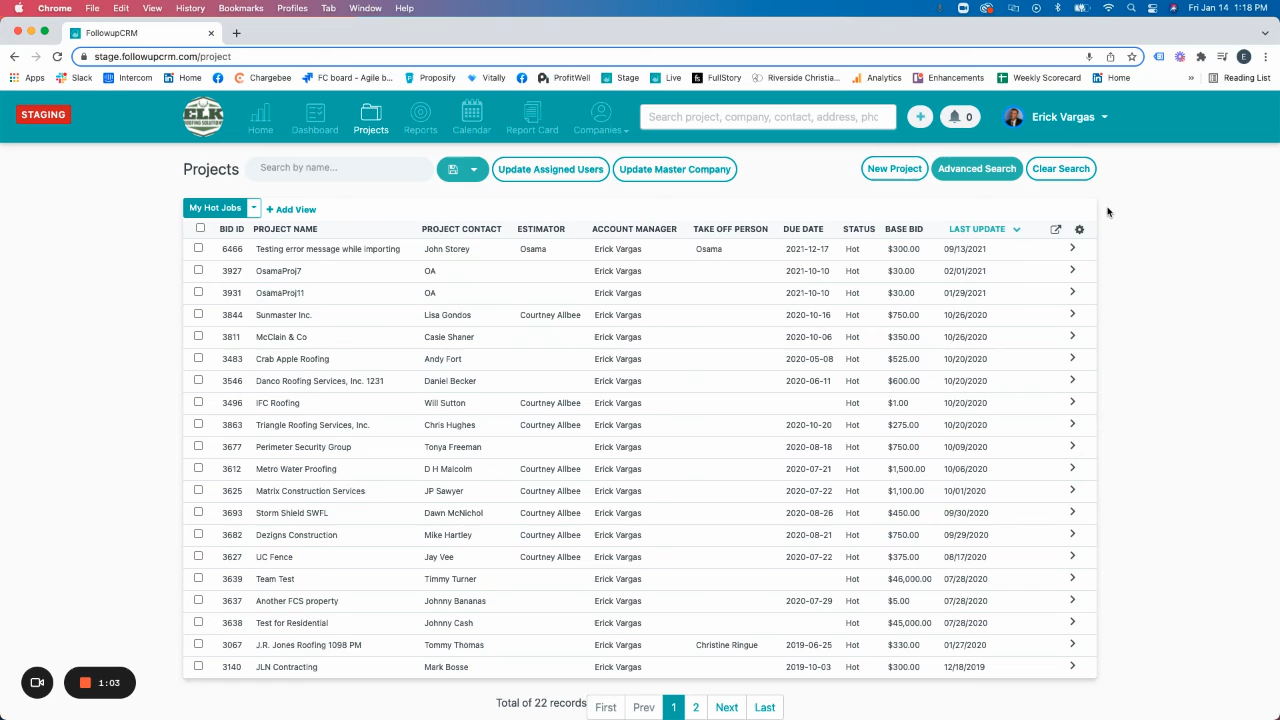 Chrome File Edit View History Bookmarks Profiles Tab Window Help Fri Jan 14 1:18 PM
FollowupCRM
stage.followupcrm.com/project E
Apps Slack Intercom Home Chargebee FC board - Agile b... Proposify Vitally ProfitWell Stage Live FullStory Riverside Christia... Analytics Enhancements Weekly Scorecard Home » Reading List
STAGING
ELK
ROOFING SOLUTIONS
Home Dashboard Projects Reports Calendar Report Card Companies
Search project, company, contact, address, phc
0
Erick Vargas
Projects Search by name... Update Assigned Users Update Master Company New Project Advanced Search Clear Search
My Hot Jobs + Add View
BID ID PROJECT NAME PROJECT CONTACT ESTIMATOR ACCOUNT MANAGER TAKE OFF PERSON DUE DATE STATUS BASE BID LAST UPDATE
6466 Testing error message while importing John Storey Osama Erick Vargas Osama 2021-12-17 Hot $300.00 09/13/2021
3927 OsamaProj7 OA Erick Vargas 2021-10-10 Hot $30.00 02/01/2021
3931 OsamaProj11 OA Erick Vargas 2021-10-10 Hot $30.00 01/29/2021
3844 Sunmaster Inc. Lisa Gondos Courtney Allbee Erick Vargas 2020-10-16 Hot $750.00 10/26/2020
3811 McClain & Co Casie Shaner Erick Vargas 2020-10-06 Hot $350.00 10/26/2020
3483 Crab Apple Roofing Andy Fort Erick Vargas 2020-05-08 Hot $525.00 10/20/2020
3546 Danco Roofing Services, Inc. 1231 Daniel Becker Erick Vargas 2020-06-11 Hot $600.00 10/20/2020
3496 IFC Roofing Will Sutton Courtney Allbee Erick Vargas Hot $1.00 10/20/2020
3863 Triangle Roofing Services, Inc. Chris Hughes Courtney Allbee Erick Vargas 2020-10-20 Hot $275.00 10/20/2020
3677 Perimeter Security Group Tonya Freeman Erick Vargas 2020-08-18 Hot $750.00 10/09/2020
3612 Metro Water Proofing D H Malcolm Courtney Allbee Erick Vargas 2020-07-21 Hot $1,500.00 10/06/2020
3625 Matrix Construction Services JP Sawyer Courtney Allbee Erick Vargas 2020-07-22 Hot $1,100.00 10/01/2020
3693 Storm Shield SWFL Dawn McNichol Courtney Allbee Erick Vargas 2020-08-26 Hot $450.00 09/30/2020
3682 Dezigns Construction Mike Hartley Courtney Allbee Erick Vargas 2020-08-21 Hot $750.00 09/29/2020
3627 UC Fence Jay Vee Courtney Allbee Erick Vargas 2020-07-22 Hot $375.00 08/17/2020
3639 Team Test Timmy Turner Erick Vargas Hot $46,000.00 07/28/2020
3637 Another FCS property Johnny Bananas Erick Vargas 2020-07-29 Hot $5.00 07/28/2020
3638 Test for Residential Johnny Cash Erick Vargas Hot $45,000.00 07/28/2020
3067 J.R. Jones Roofing 1098 PM Tommy Thomas Erick Vargas Christine Ringue 2019-06-25 Hot $330.00 01/27/2020
3140 JLN Contracting Mark Bosse Erick Vargas 2019-10-03 Hot $300.00 12/18/2019
1:03
Total of 22 records First Prev 1 2 Next Last